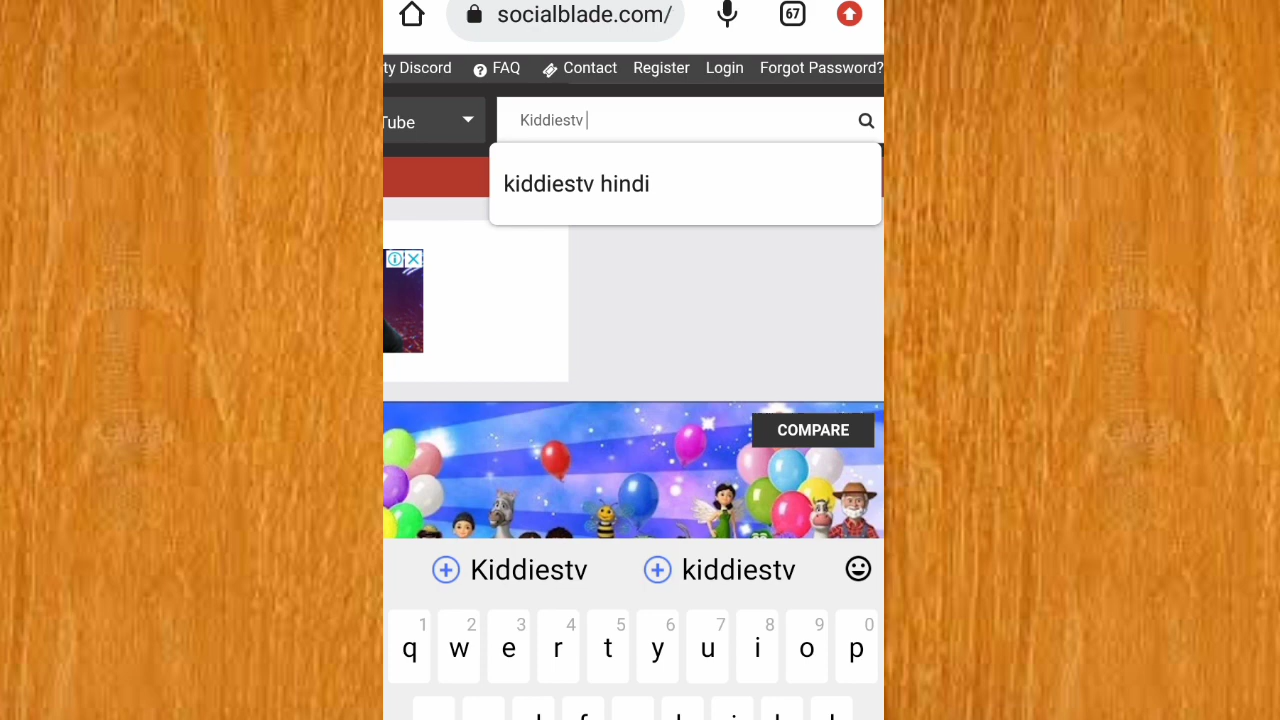 socialblade.com/
67
ty Discord FAQ Contact Register Login Forgot Password?
Tube
Kiddiestv
kiddiestv hindi
COMPARE
Kiddiestv kiddiestv
1 2 3 4 5 6 7 8 9 0
q w e r t y u i o p